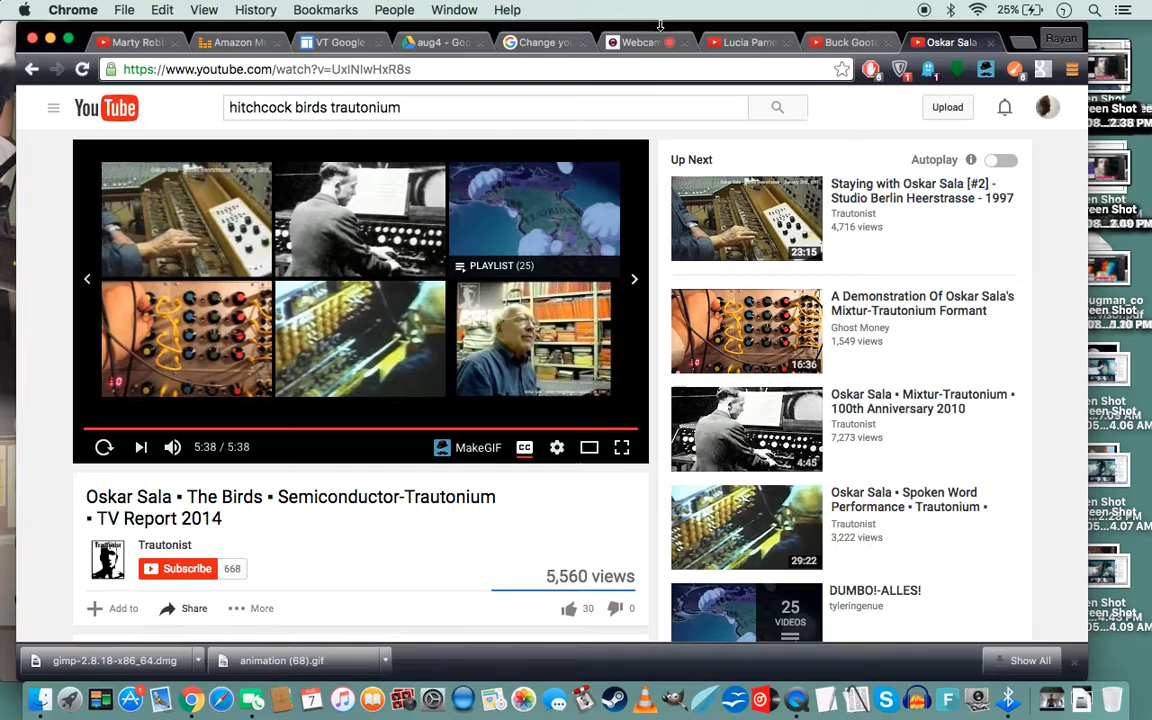 Chrome File Edit View History Bookmarks People Window Help 25%
Marty Robb Amazon Mu VT Google aug4 - Goo Change you Webcam Lucia Pame Buck Goot Oskar Sala Rayan
https://www.youtube.com/watch?v=UxINlwHxR8s
YouTube hitchcock birds trautonium Upload
Up Next Autoplay
Staying with Oskar Sala [#2] -
Studio Berlin Heerstrasse - 1997
Trautonist
4,716 views
23:15
PLAYLIST (25)
A Demonstration Of Oskar Sala's
Mixtur-Trautonium Formant
Ghost Money
1,549 views
16:36
Oskar Sala ▪ Mixtur-Trautonium ▪
100th Anniversary 2010
Trautonist
7,273 views
4:45
5:38 / 5:38 MakeGIF CC
Oskar Sala ▪ The Birds ▪ Semiconductor-Trautonium
▪ TV Report 2014
Trautonist
Subscribe 668
5,560 views
Add to Share More 30 0
Oskar Sala ▪ Spoken Word
Performance ▪ Trautonium ▪
Trautonist
3,222 views
29:22
DUMBO!-ALLES!
tyleringenue
25
VIDEOS
gimp-2.8.18-x86_64.dmg animation (68).gif Show All